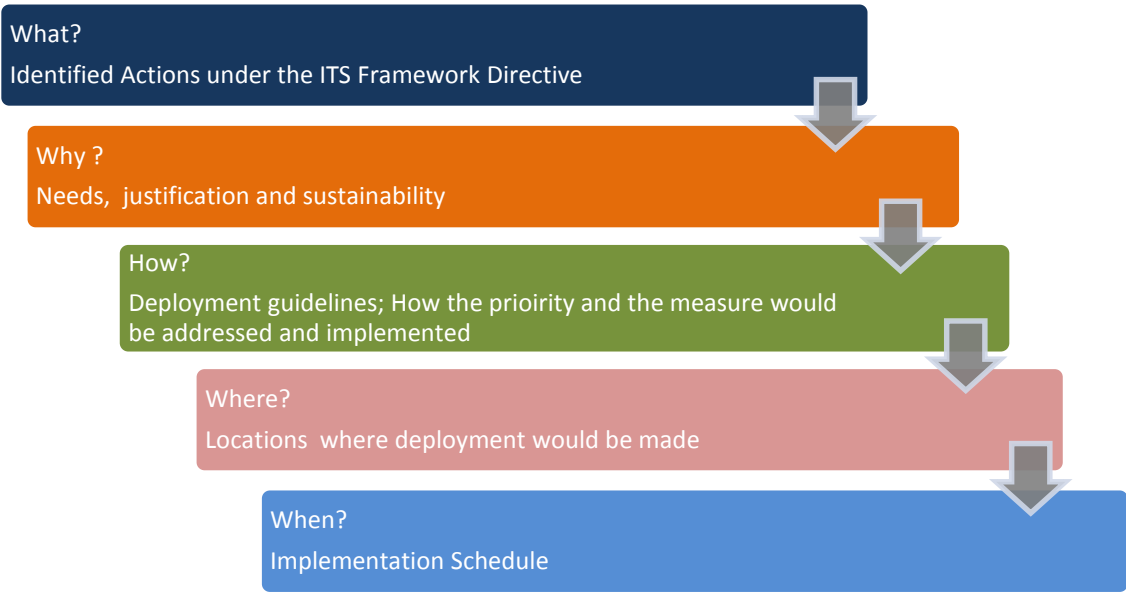 What?
Identified Actions under the ITS Framework Directive
Why ?
Needs,  justification and sustainability
How?
Deployment guidelines; How the prioirity and the measure would
be addressed and implemented
Where?
Locations  where deployment would be made
When?
Implementation Schedule